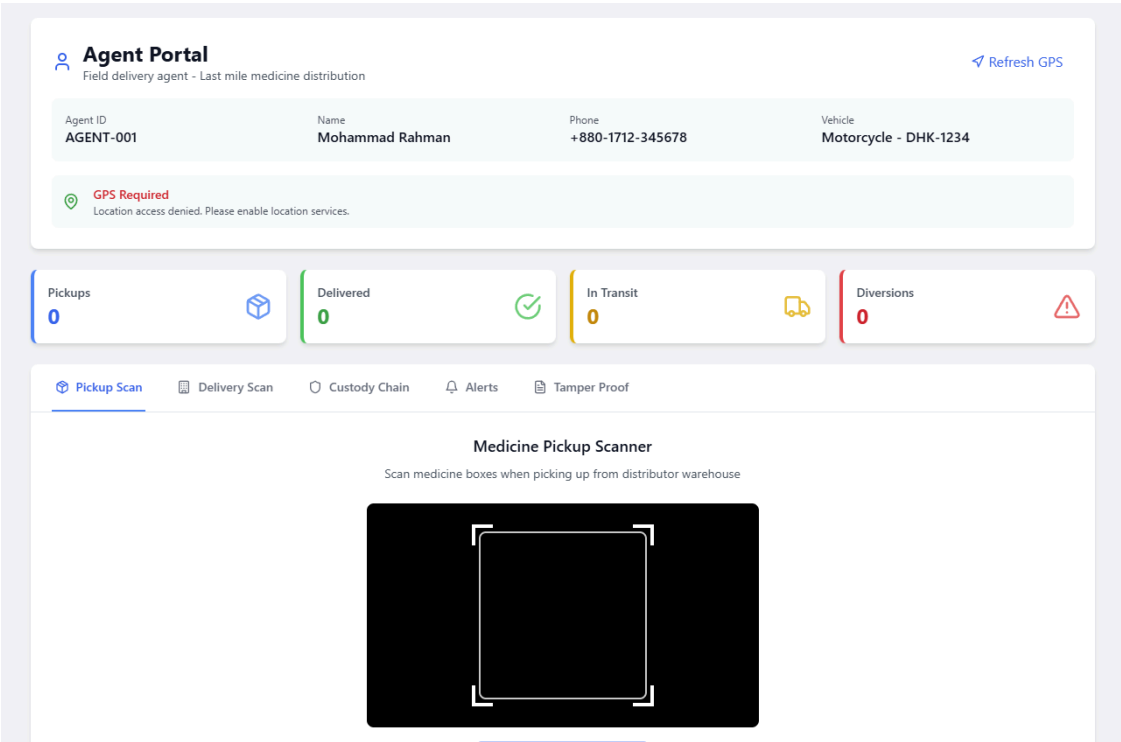 Agent Portal
Field delivery agent - Last mile medicine distribution
Refresh GPS
Agent ID
AGENT-001
Name
Mohammad Rahman
Phone
+880-1712-345678
Vehicle
Motorcycle - DHK-1234
GPS Required
Location access denied. Please enable location services.
Pickups
0
Delivered
0
In Transit
0
Diversions
0
Pickup Scan
Delivery Scan
Custody Chain
Alerts
Tamper Proof
Medicine Pickup Scanner
Scan medicine boxes when picking up from distributor warehouse